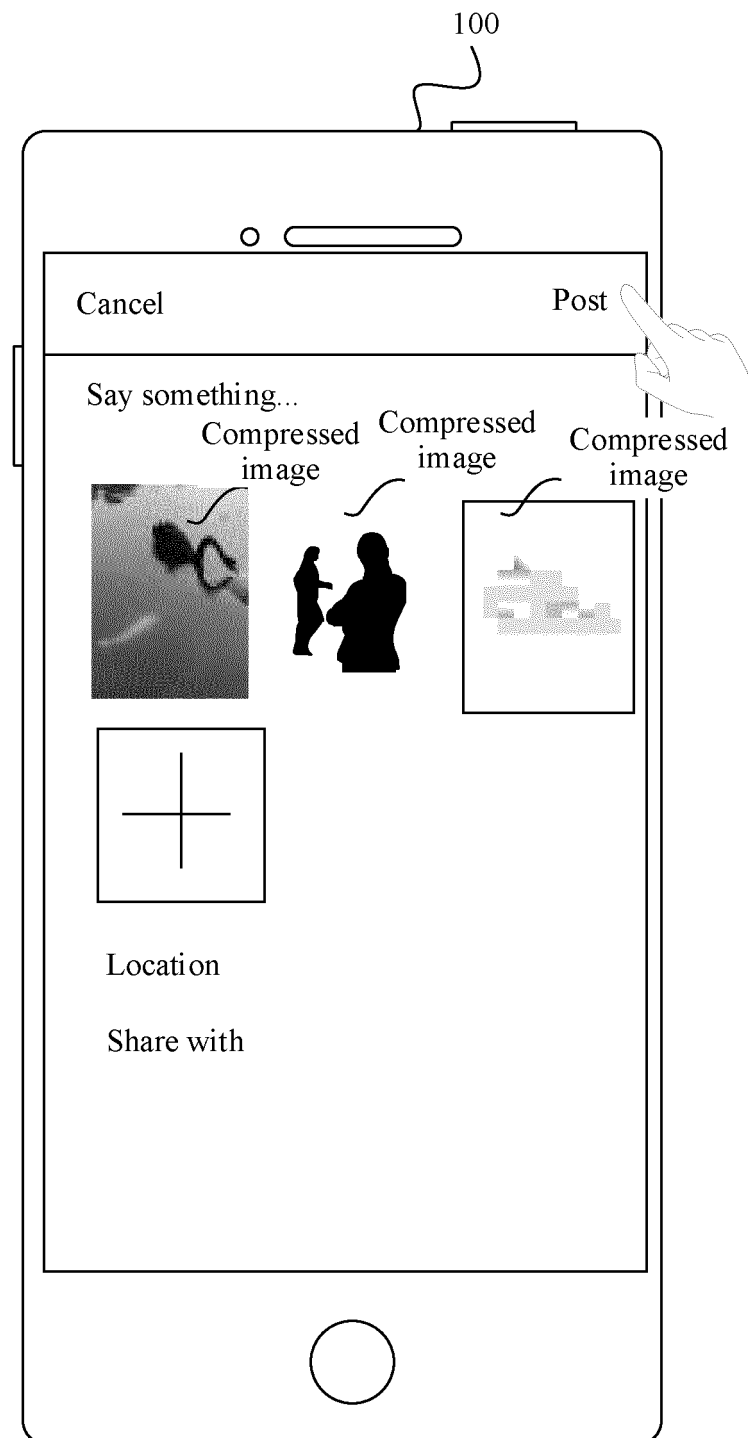 100
Cancel
Post
Say something...
Compressed
image
Compressed
image
Compressed
image
Location
Share with